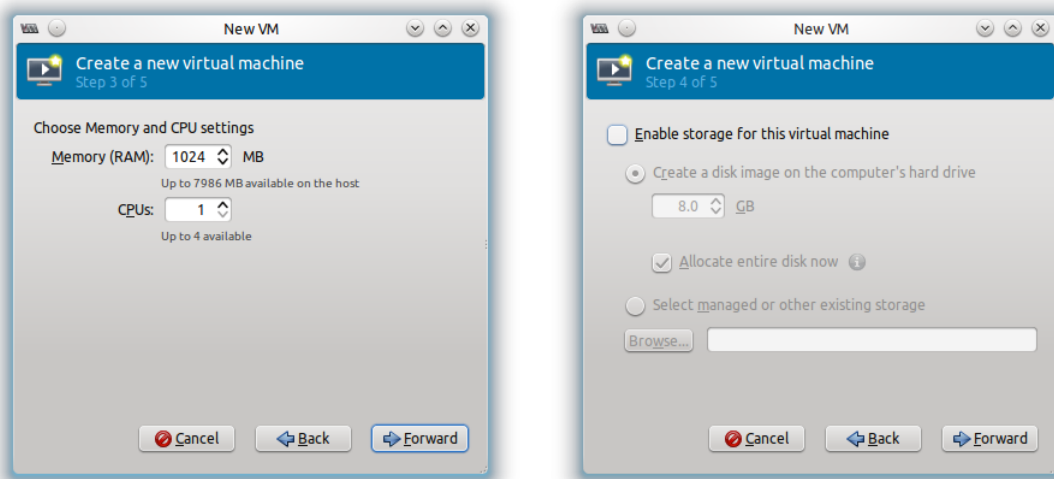 New VM
Create a new virtual machine
Step 3 of 5
Choose Memory and CPU settings
Memory (RAM): 1024 MB
Up to 7986 MB available on the host
CPUs: 1
Up to 4 available
Cancel Back Forward
New VM
Create a new virtual machine
Step 4 of 5
Enable storage for this virtual machine
Create a disk image on the computer's hard drive
8.0 GB
Allocate entire disk now
Select managed or other existing storage
Browse...
Cancel Back Forward